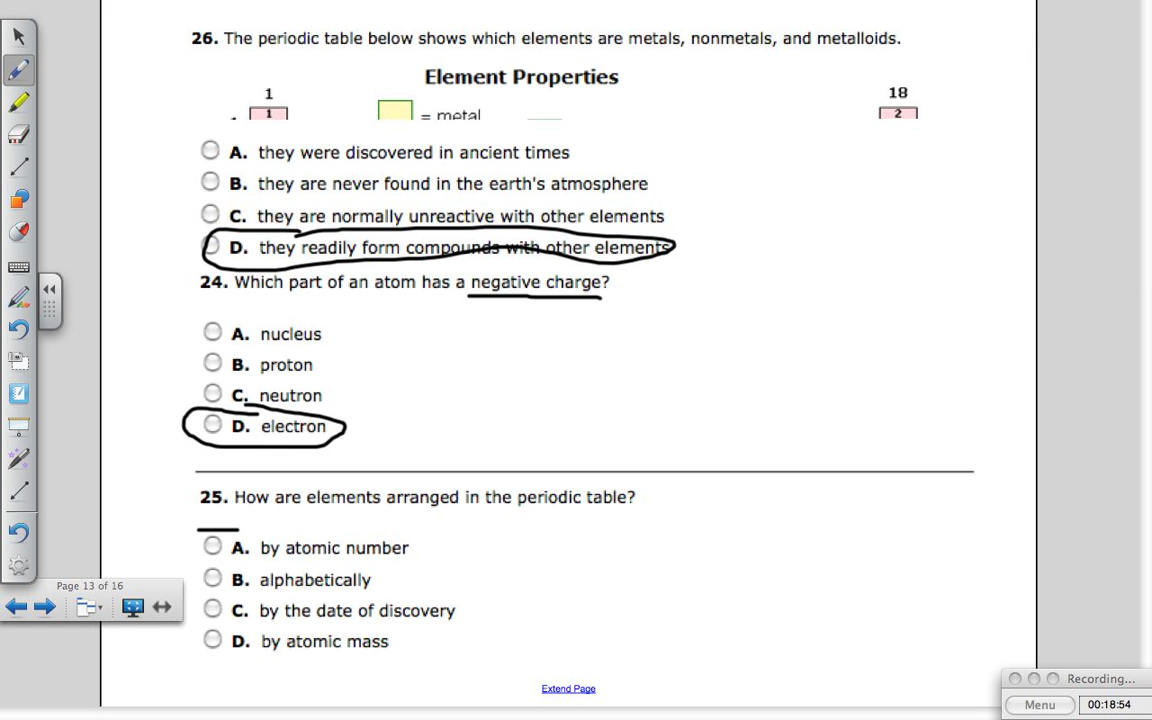 26. The periodic table below shows which elements are metals, nonmetals, and metalloids.
Element Properties
1
18
1
= metal
2
A. they were discovered in ancient times
B. they are never found in the earth's atmosphere
C. they are normally unreactive with other elements
D. they readily form compounds with other elements
24. Which part of an atom has a negative charge?
A. nucleus
B. proton
C. neutron
D. electron
25. How are elements arranged in the periodic table?
A. by atomic number
B. alphabetically
C. by the date of discovery
D. by atomic mass
Page 13 of 16
Extend Page
Recording...
Menu
00:18:54